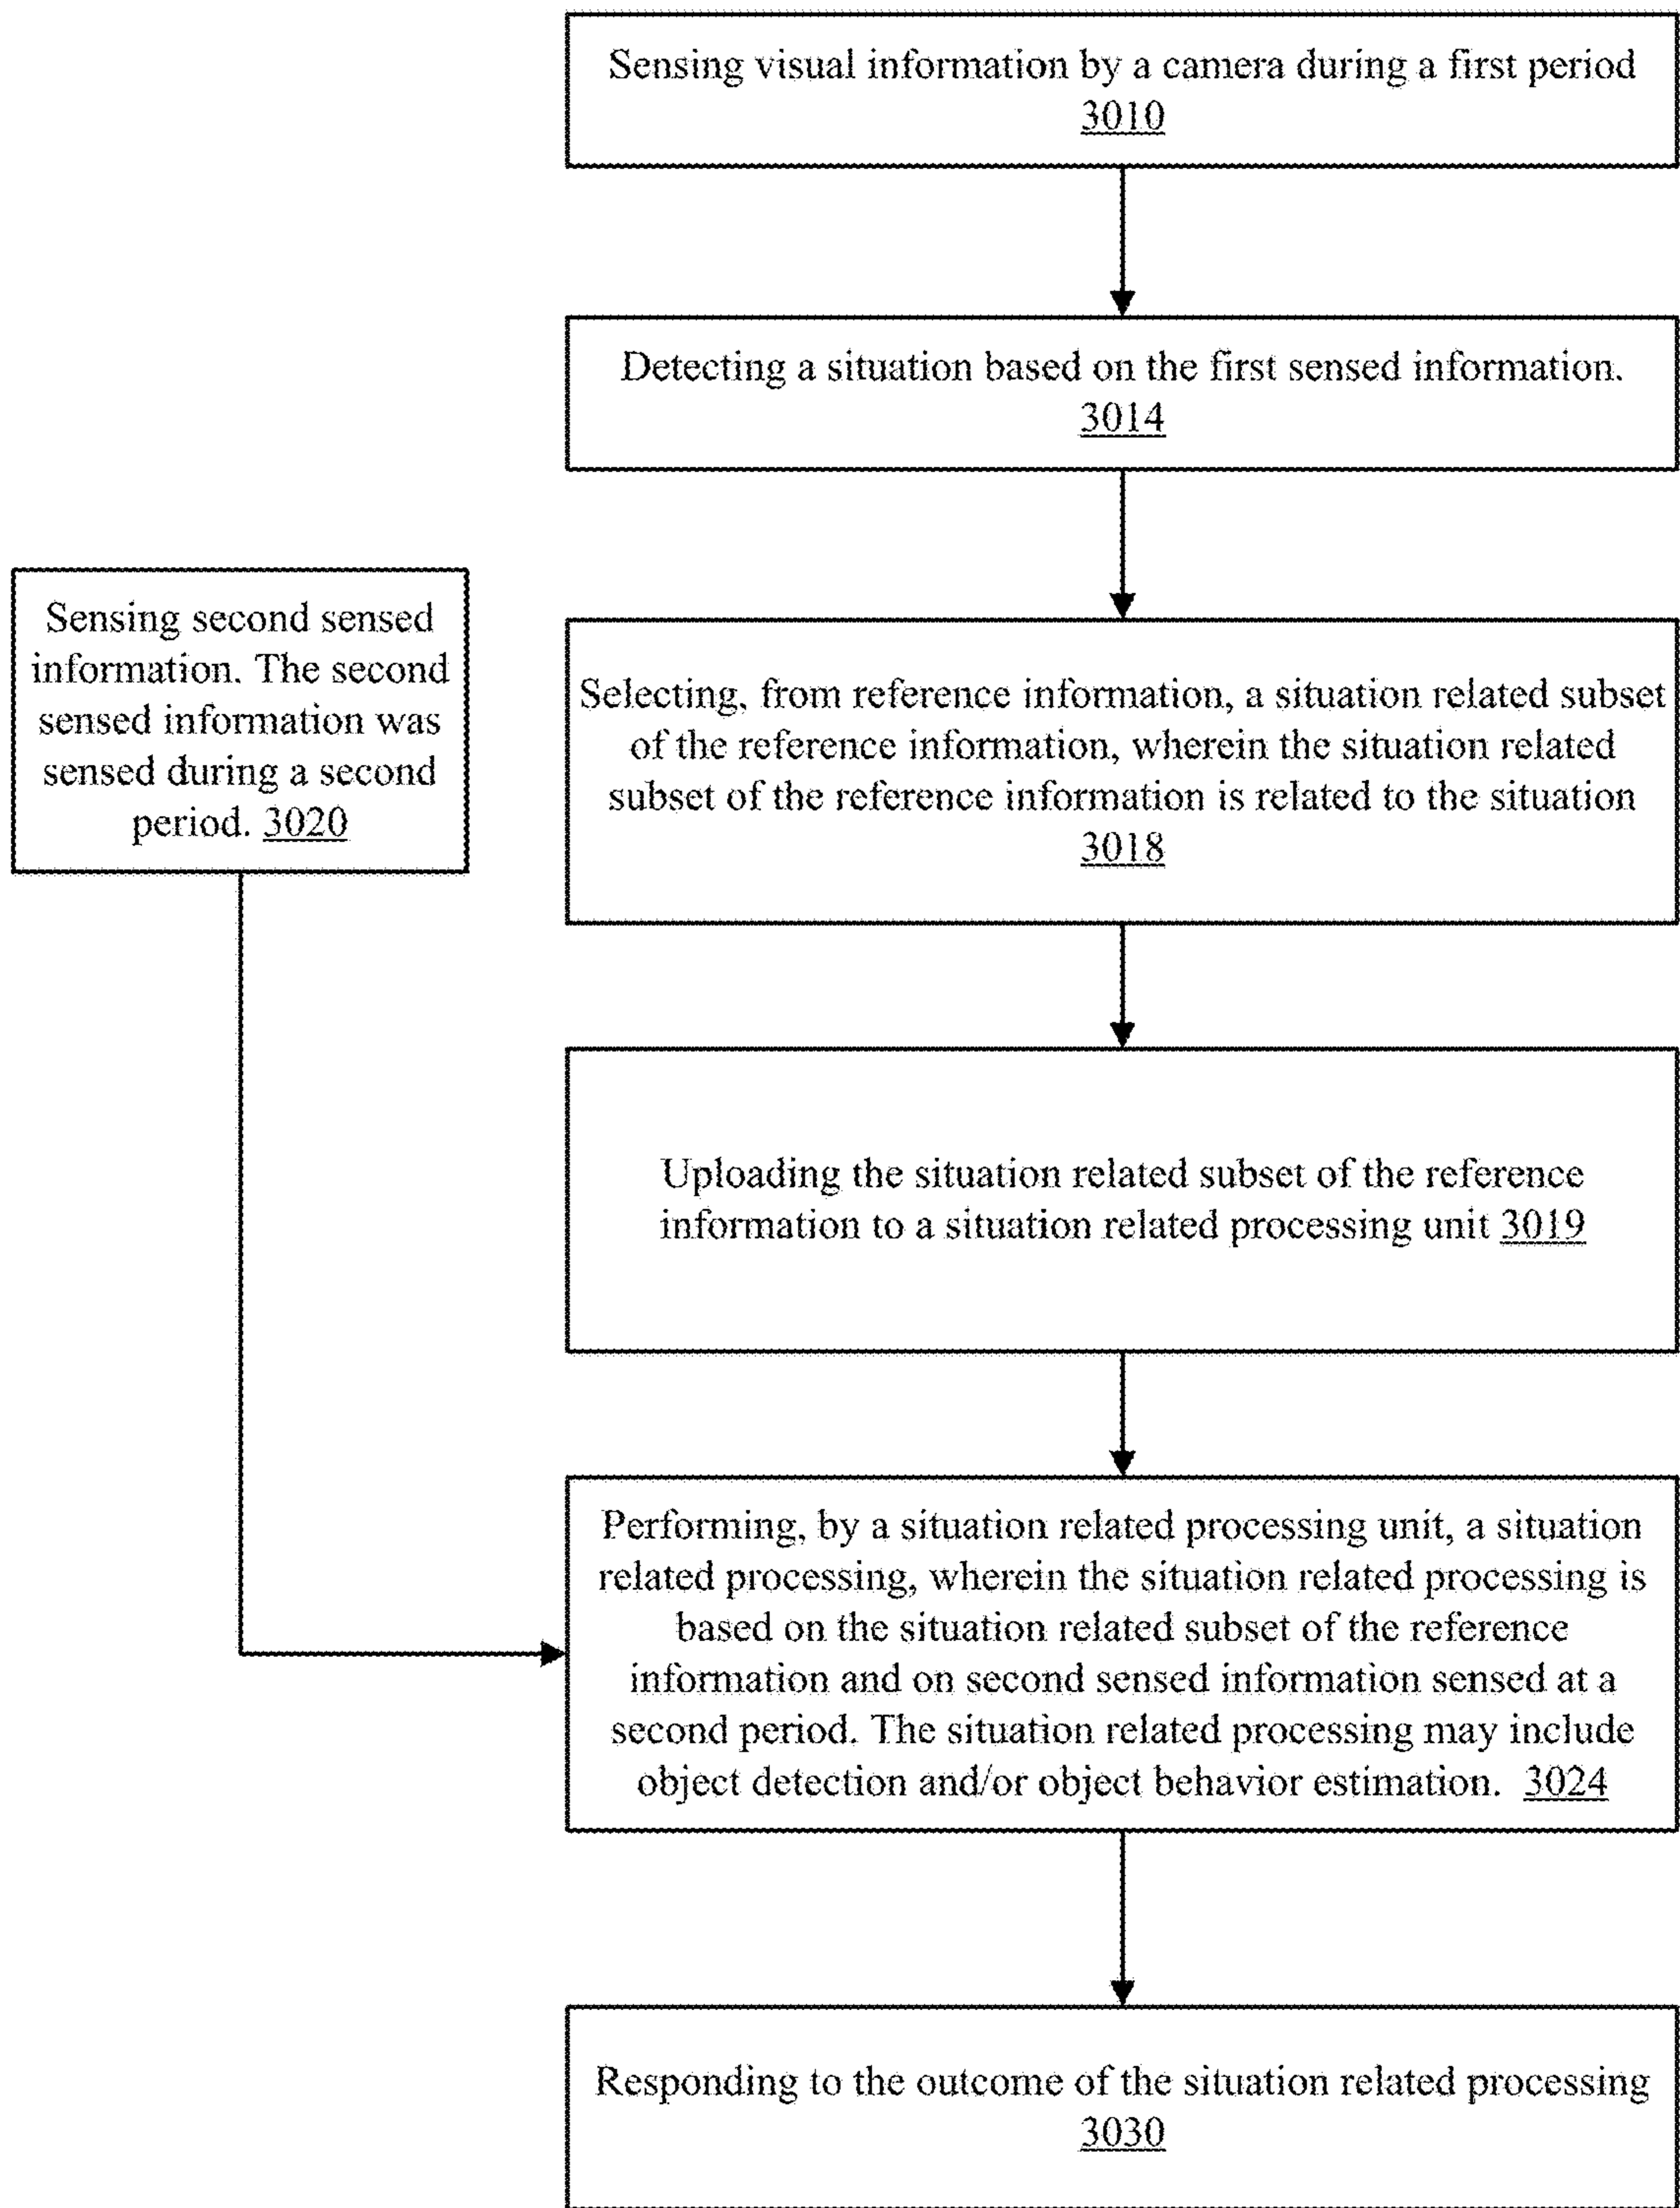 Sensing visual information by a camera during a first period
3010
Detecting a situation based on the first sensed information.
3014
Sensing second sensed
information. The second
sensed information was
sensed during a second
period. 3020
Selecting, from reference information, a situation related subset
of the reference information, wherein the situation related
subset of the reference information is related to the situation
3018
Uploading the situation related subset of the reference
information to a situation related processing unit 3019
Performing, by a situation related processing unit, a situation
related processing, wherein the situation related processing is
based on the situation related subset of the reference
information and on second sensed information sensed at a
second period. The situation related processing may include
object detection and/or object behavior estimation. 3024
Responding to the outcome of the situation related processing
3030